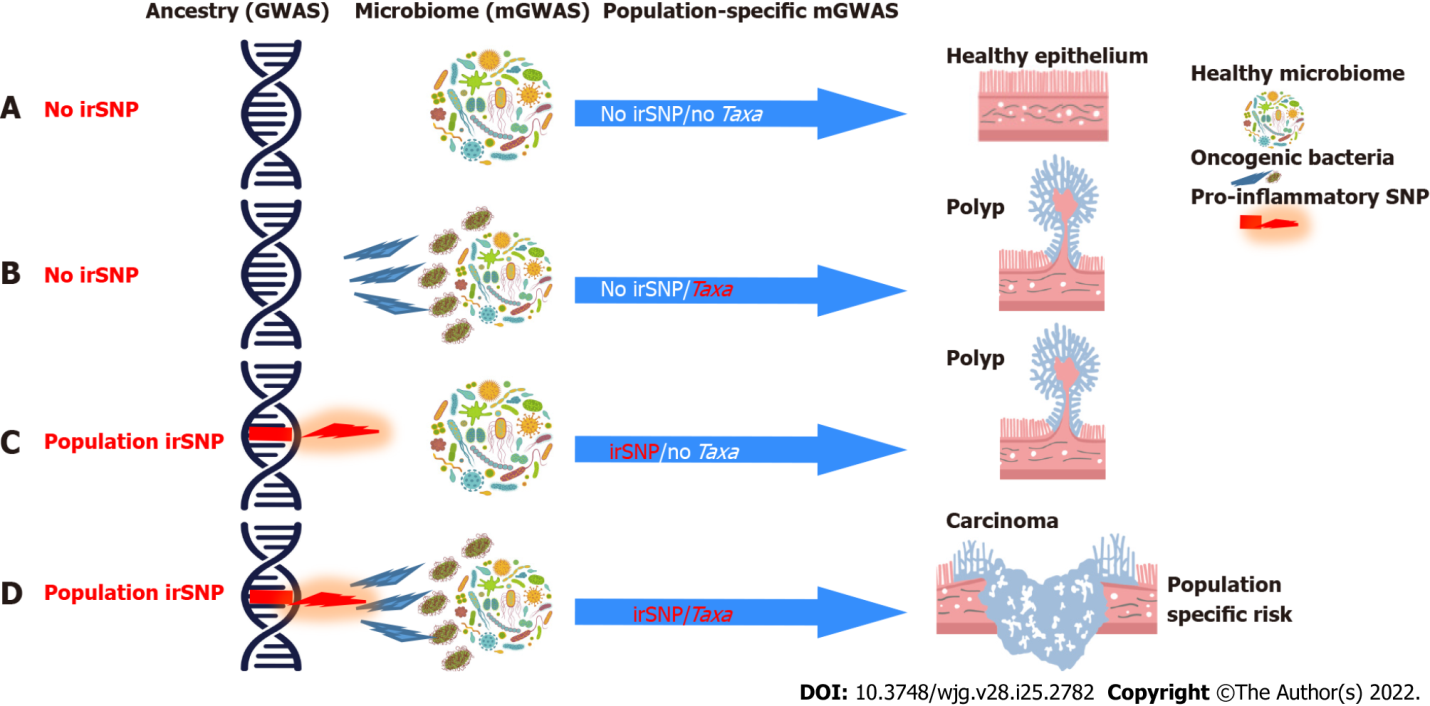 Ancestry (GWAS) Microbiome (mGWAS) Population-specific mGWAS
A No irSNP No irSNP/no Taxa Healthy epithelium
Healthy microbiome
Oncogenic bacteria
Pro-inflammatory SNP
B No irSNP No irSNP/Taxa Polyp
C Population irSNP irSNP/no Taxa Polyp
D Population irSNP irSNP/Taxa Carcinoma
Population
specific risk
DOI: 10.3748/wjg.v28.i25.2782 Copyright ©The Author(s) 2022.